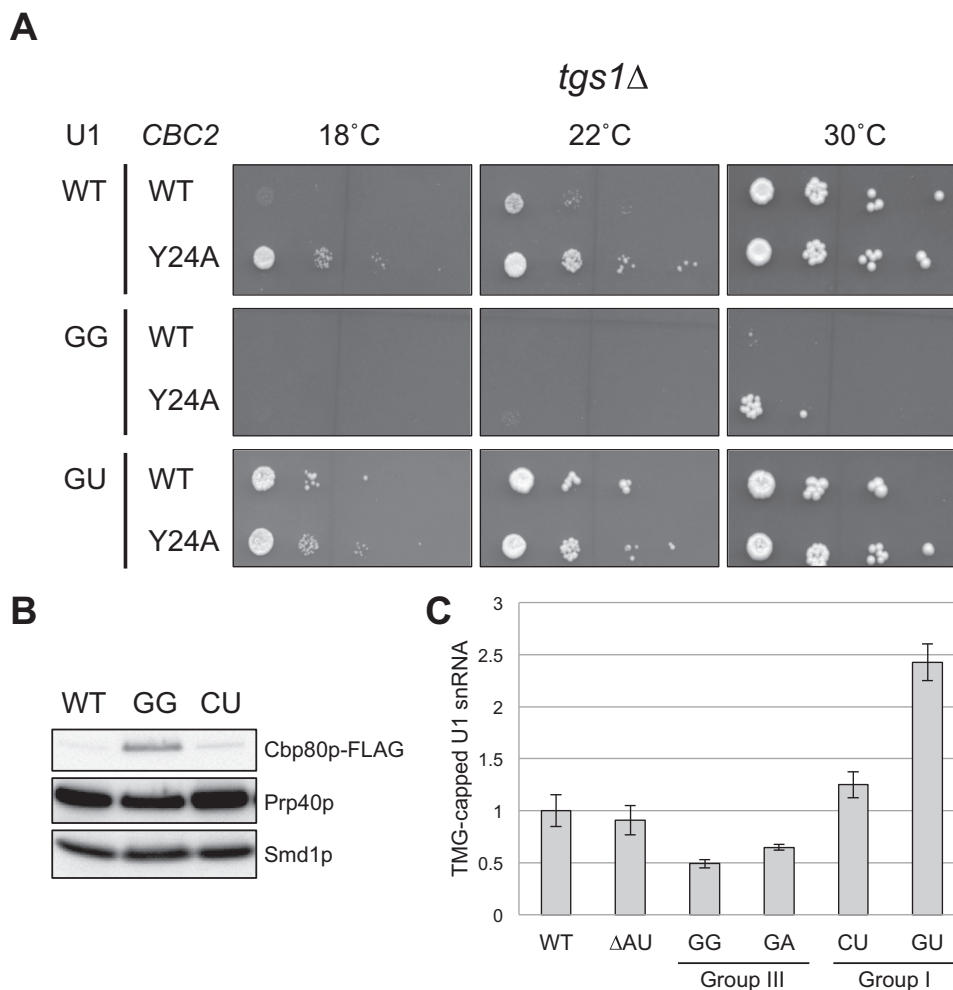 A
tgs1Δ
U1 CBC2 18˚C 22˚C 30˚C
WT WT
Y24A
GG WT
Y24A
GU WT
Y24A
B
WT GG CU
Cbp80p-FLAG
Prp40p
Smd1p
C
TMG-capped U1 snRNA
3
2.5
2
1.5
1
0.5
0
WT ΔAU GG GA CU GU
Group III Group I